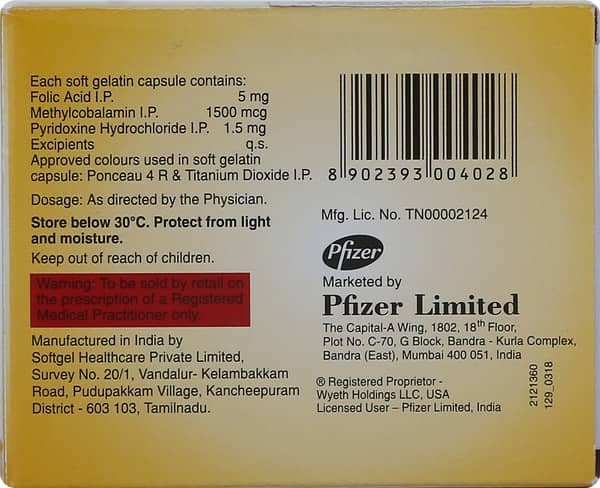 Each soft gelatin capsule contains:
Folic Acid I.P. 5 mg
Methylcobalamin I.P. 1500 mcg
Pyridoxine Hydrochloride I.P. 1.5 mg
Excipients q.s.
Approved colours used in soft gelatin
capsule: Ponceau 4 R & Titanium Dioxide I.P.
Dosage: As directed by the Physician.
Store below 30°C. Protect from light
and moisture.
Keep out of reach of children.
Warning: To be sold by retail on
the prescription of a Registered
Medical Practitioner only.
Manufactured in India by
Softgel Healthcare Private Limited,
Survey No. 20/1, Vandalur- Kelambakkam
Road, Pudupakkam Village, Kancheepuram
District - 603 103, Tamilnadu.
8 902393 004028
Mfg. Lic. No. TN00002124
Pfizer
Marketed by
Pfizer Limited
The Capital-A Wing, 1802, 18th Floor,
Plot No. C-70, G Block, Bandra - Kurla Complex,
Bandra (East), Mumbai 400 051, India
® Registered Proprietor -
Wyeth Holdings LLC, USA
Licensed User – Pfizer Limited, India
2121360
129_0318